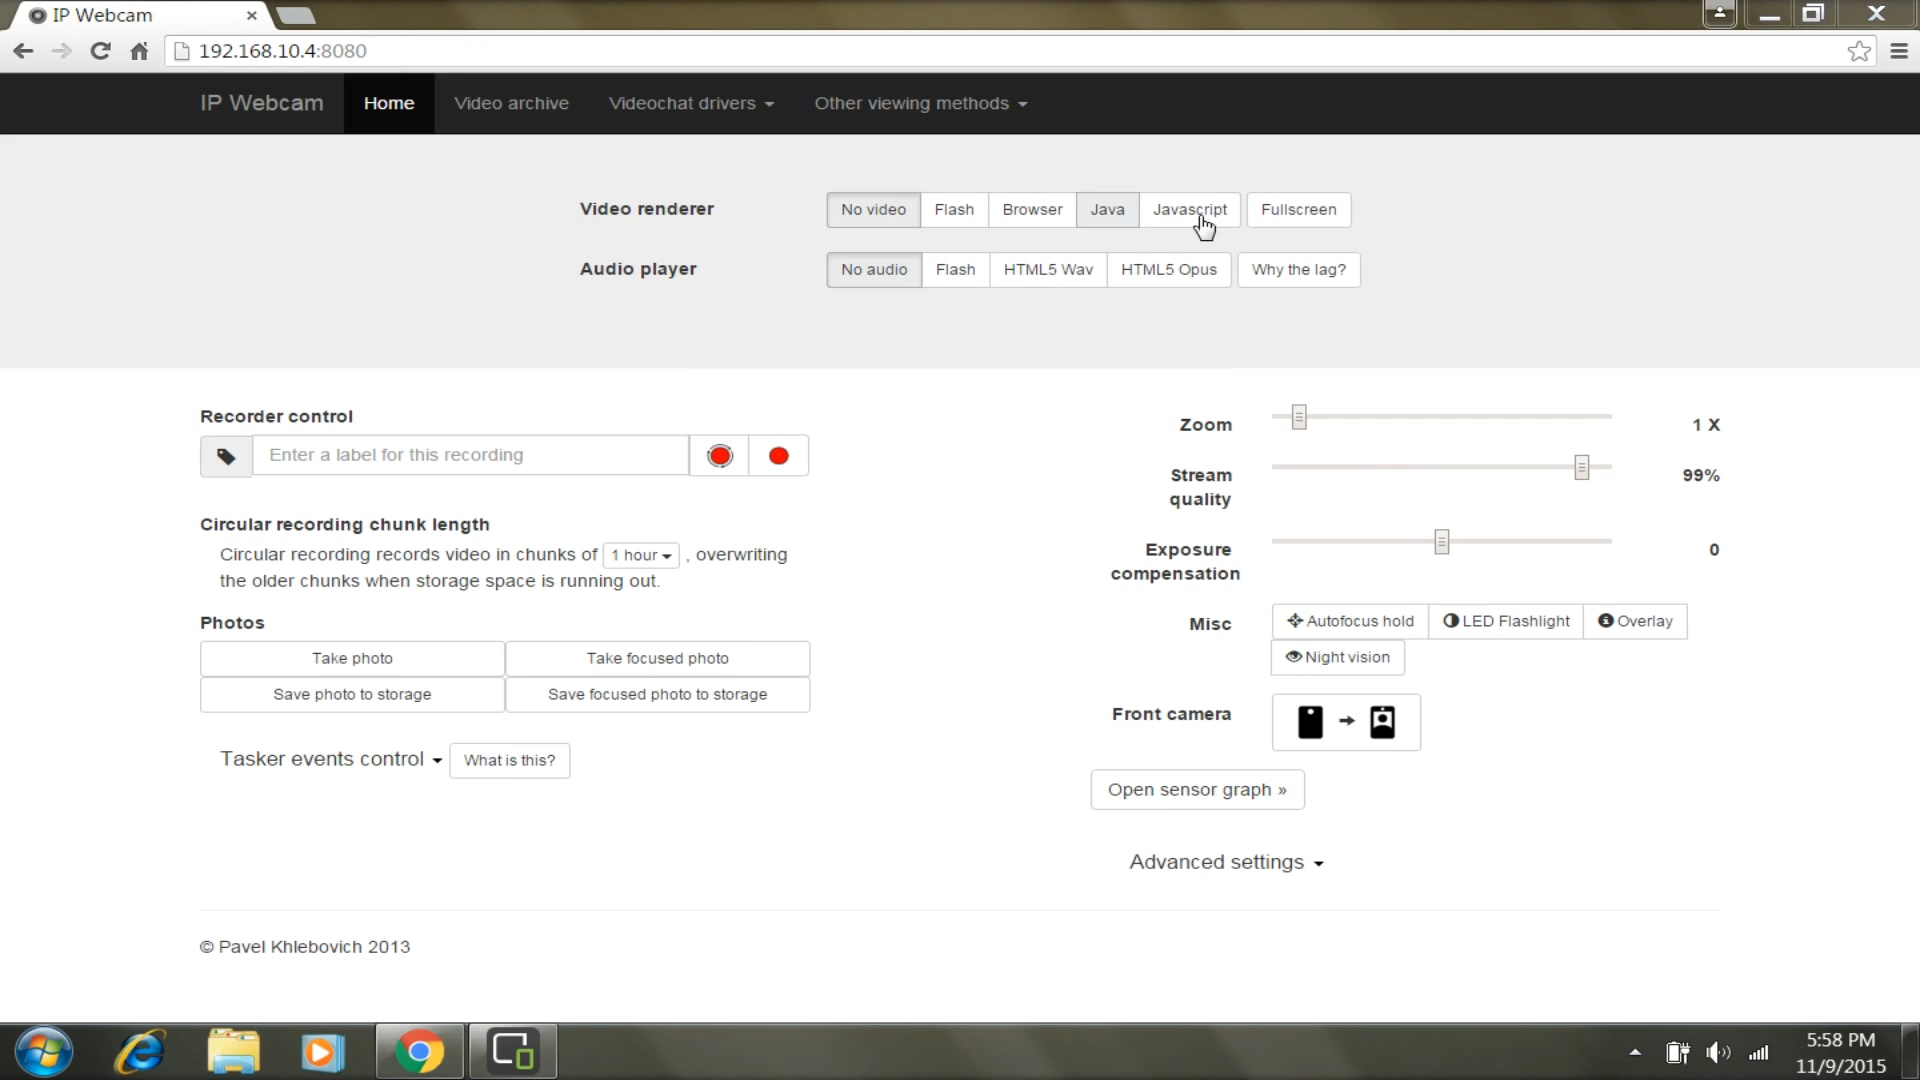 IP Webcam
192.168.10.4:8080
IP Webcam Home Video archive Videochat drivers Other viewing methods
Video renderer No video Flash Browser Java Javascript Fullscreen
Audio player No audio Flash HTML5 Wav HTML5 Opus Why the lag?
Recorder control
Enter a label for this recording
Circular recording chunk length
Circular recording records video in chunks of 1 hour , overwriting
the older chunks when storage space is running out.
Photos
Take photo Take focused photo
Save photo to storage Save focused photo to storage
Tasker events control What is this?
Zoom 1 X
Stream
quality 99%
Exposure
compensation 0
Misc Autofocus hold LED Flashlight Overlay
Night vision
Front camera
Open sensor graph »
Advanced settings
© Pavel Khlebovich 2013
5:58 PM
11/9/2015